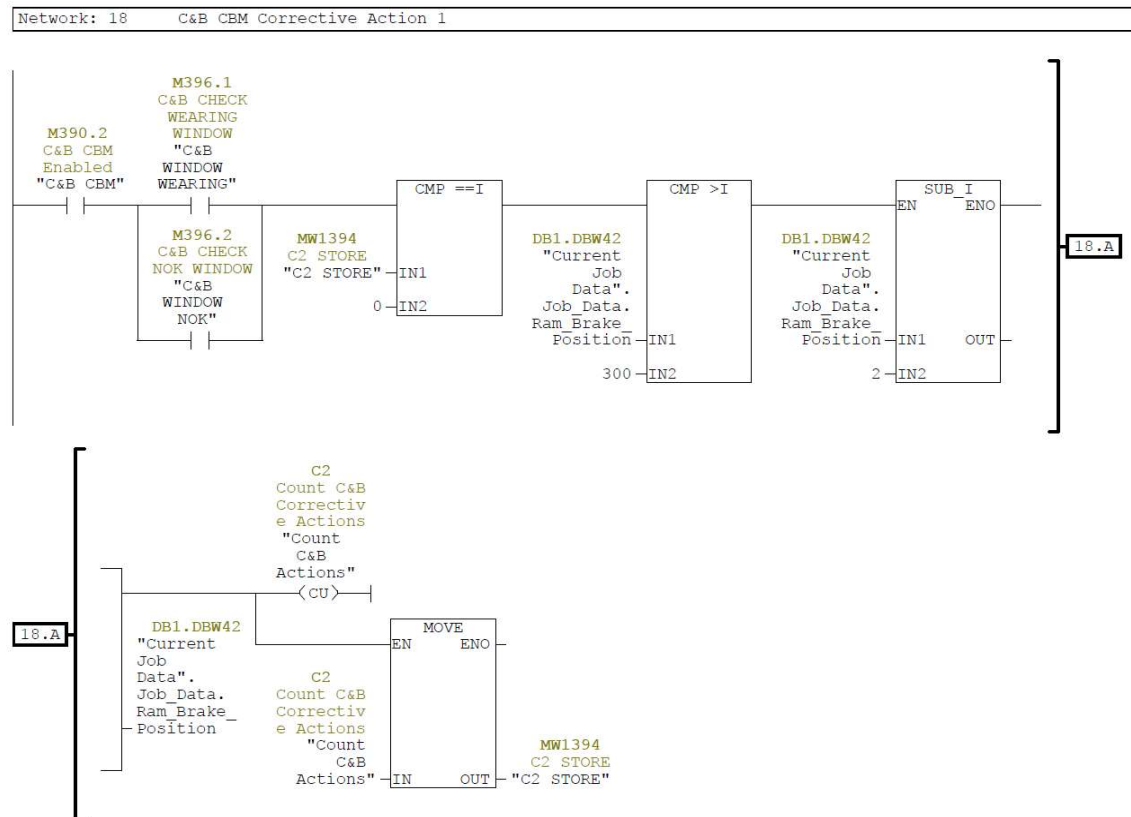 Network: 18 C&B CBM Corrective Action 1
M390.2
C&B CBM
Enabled
"C&B CBM"
M396.1
C&B CHECK
WEARING
WINDOW
"C&B
WINDOW
WEARING"
M396.2
C&B CHECK
NOK WINDOW
"C&B
WINDOW
NOK"
CMP ==I
MW1394
C2 STORE
"C2 STORE"
IN1
0
IN2
CMP >I
DB1.DBW42
"Current
Job
Data".
Job_Data.
Ram_Brake_
Position
IN1
300
IN2
SUB_I
EN ENO
DB1.DBW42
"Current
Job
Data".
Job_Data.
Ram_Brake_
Position
IN1 OUT
2
IN2
18.A
18.A
DB1.DBW42
"Current
Job
Data".
Job_Data.
Ram_Brake_
Position
C2
Count C&B
Correctiv
e Actions
"Count
C&B
Actions"
CU
MOVE
EN ENO
C2
Count C&B
Correctiv
e Actions
"Count
C&B
Actions"
IN OUT
MW1394
C2 STORE
"C2 STORE"